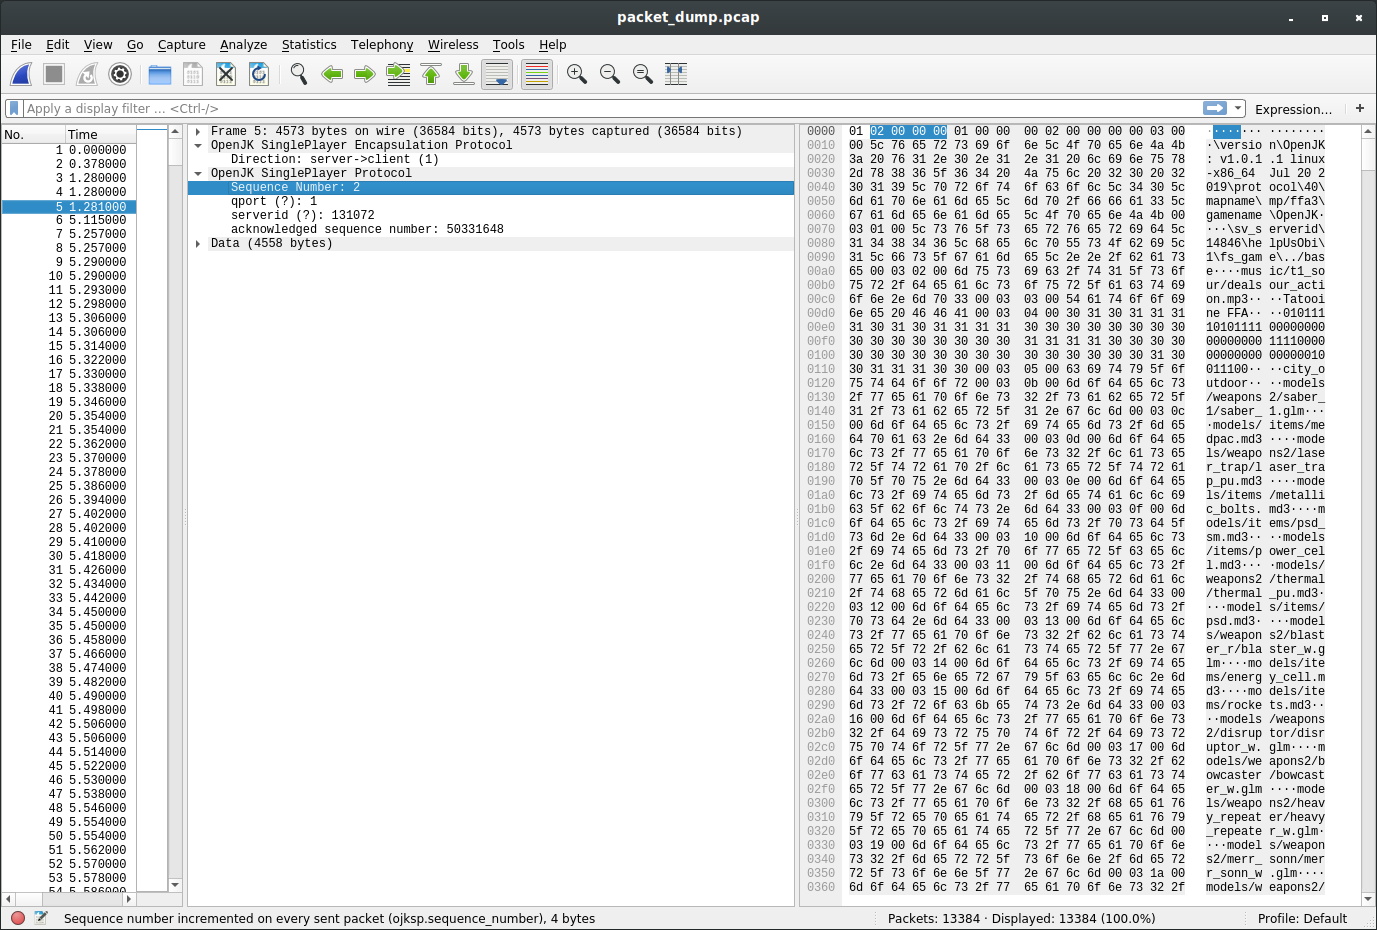 packet_dump.pcap
File Edit View Go Capture Analyze Statistics Telephony Wireless Tools Help
Apply a display filter ... <Ctrl-/>
Expression...
+
No. Time
1 0.000000
2 0.378000
3 1.280000
4 1.280000
5 1.281000
6 5.115000
7 5.257000
8 5.257000
9 5.290000
10 5.290000
11 5.293000
12 5.298000
13 5.306000
14 5.306000
15 5.314000
16 5.322000
17 5.330000
18 5.338000
19 5.346000
20 5.354000
21 5.354000
22 5.362000
23 5.370000
24 5.378000
25 5.386000
26 5.394000
27 5.402000
28 5.402000
29 5.410000
30 5.418000
31 5.426000
32 5.434000
33 5.442000
34 5.450000
35 5.450000
36 5.458000
37 5.466000
38 5.474000
39 5.482000
40 5.490000
41 5.498000
42 5.506000
43 5.506000
44 5.514000
45 5.522000
46 5.530000
47 5.538000
48 5.546000
49 5.554000
50 5.554000
51 5.562000
52 5.570000
53 5.578000
54 5.586000
Frame 5: 4573 bytes on wire (36584 bits), 4573 bytes captured (36584 bits)
OpenJK SinglePlayer Encapsulation Protocol
Direction: server->client (1)
OpenJK SinglePlayer Protocol
Sequence Number: 2
qport (?): 1
serverid (?): 131072
acknowledged sequence number: 50331648
Data (4558 bytes)
0000 01 02 00 00 00 01 00 00 00 02 00 00 00 00 03 00 ········ ········
0010 00 5c 76 65 72 73 69 6f 6e 5c 4f 70 65 6e 4a 4b ·\versio n\OpenJK
0020 3a 20 76 31 2e 30 2e 31 2e 31 20 6c 69 6e 75 78 : v1.0.1 .1 linux
0030 2d 78 38 36 5f 36 34 20 4a 75 6c 20 32 30 20 32 -x86_64  Jul 20 2
0040 30 31 39 5c 70 72 6f 74 6f 63 6f 6c 5c 34 30 5c 019\prot ocol\40\
0050 6d 61 70 6e 61 6d 65 5c 6d 70 2f 66 66 61 33 5c mapname\ mp/ffa3\
0060 67 61 6d 65 6e 61 6d 65 5c 4f 70 65 6e 4a 4b 00 gamename \OpenJK·
0070 03 01 00 5c 73 76 5f 73 65 72 76 65 72 69 64 5c ···\sv_s erverid\
0080 31 34 38 34 36 5c 68 65 6c 70 55 73 4f 62 69 5c 14846\he lpUsObi\
0090 31 5c 66 73 5f 67 61 6d 65 5c 2e 2e 2f 62 61 73 1\fs_gam e\../bas
00a0 65 00 03 02 00 6d 75 73 69 63 2f 74 31 5f 73 6f e····mus ic/t1_so
00b0 75 72 2f 64 65 61 6c 73 6f 75 72 5f 61 63 74 69 ur/deals our_acti
00c0 6f 6e 2e 6d 70 33 00 03 03 00 54 61 74 6f 6f 69 on.mp3·· ··Tatooi
00d0 6e 65 20 46 46 41 00 03 04 00 30 31 30 31 31 31 ne FFA·· ··010111
00e0 31 30 31 30 31 31 31 31 30 30 30 30 30 30 30 30 10101111 00000000
00f0 30 30 30 30 30 30 30 30 31 31 31 31 30 30 30 30 00000000 11110000
0100 30 30 30 30 30 30 30 30 30 30 30 30 30 30 31 30 00000000 00000010
0110 30 31 31 31 30 30 00 03 05 00 63 69 74 79 5f 6f 011100·· ··city_o
0120 75 74 64 6f 6f 72 00 03 0b 00 6d 6f 64 65 6c 73 utdoor·· ··models
0130 2f 77 65 61 70 6f 6e 73 32 2f 73 61 62 65 72 5f /weapons 2/saber_
0140 31 2f 73 61 62 65 72 5f 31 2e 67 6c 6d 00 03 0c 1/saber_ 1.glm···
0150 00 6d 6f 64 65 6c 73 2f 69 74 65 6d 73 2f 6d 65 ·models/ items/me
0160 64 70 61 63 2e 6d 64 33 00 03 0d 00 6d 6f 64 65 dpac.md3 ····mode
0170 6c 73 2f 77 65 61 70 6f 6e 73 32 2f 6c 61 73 65 ls/weapo ns2/lase
0180 72 5f 74 72 61 70 2f 6c 61 73 65 72 5f 74 72 61 r_trap/l aser_tra
0190 70 5f 70 75 2e 6d 64 33 00 03 0e 00 6d 6f 64 65 p_pu.md3 ····mode
01a0 6c 73 2f 69 74 65 6d 73 2f 6d 65 74 61 6c 6c 69 ls/items /metalli
01b0 63 5f 62 6f 6c 74 73 2e 6d 64 33 00 03 0f 00 6d c_bolts. md3····m
01c0 6f 64 65 6c 73 2f 69 74 65 6d 73 2f 70 73 64 5f odels/it ems/psd_
01d0 73 6d 2e 6d 64 33 00 03 10 00 6d 6f 64 65 6c 73 sm.md3·· ··models
01e0 2f 69 74 65 6d 73 2f 70 6f 77 65 72 5f 63 65 6c /items/p ower_cel
01f0 6c 2e 6d 64 33 00 03 11 00 6d 6f 64 65 6c 73 2f l.md3··· ·models/
0200 77 65 61 70 6f 6e 73 32 2f 74 68 65 72 6d 61 6c weapons2 /thermal
0210 2f 74 68 65 72 6d 61 6c 5f 70 75 2e 6d 64 33 00 /thermal _pu.md3·
0220 03 12 00 6d 6f 64 65 6c 73 2f 69 74 65 6d 73 2f ···model s/items/
0230 70 73 64 2e 6d 64 33 00 03 13 00 6d 6f 64 65 6c psd.md3· ···model
0240 73 2f 77 65 61 70 6f 6e 73 32 2f 62 6c 61 73 74 s/weapon s2/blast
0250 65 72 5f 72 2f 62 6c 61 73 74 65 72 5f 77 2e 67 er_r/bla ster_w.g
0260 6c 6d 00 03 14 00 6d 6f 64 65 6c 73 2f 69 74 65 lm····mo dels/ite
0270 6d 73 2f 65 6e 65 72 67 79 5f 63 65 6c 6c 2e 6d ms/energ y_cell.m
0280 64 33 00 03 15 00 6d 6f 64 65 6c 73 2f 69 74 65 d3····mo dels/ite
0290 6d 73 2f 72 6f 63 6b 65 74 73 2e 6d 64 33 00 03 ms/rocke ts.md3··
02a0 16 00 6d 6f 64 65 6c 73 2f 77 65 61 70 6f 6e 73 ··models /weapons
02b0 32 2f 64 69 73 72 75 70 74 6f 72 2f 64 69 73 72 2/disrup tor/disr
02c0 75 70 74 6f 72 5f 77 2e 67 6c 6d 00 03 17 00 6d uptor_w. glm····m
02d0 6f 64 65 6c 73 2f 77 65 61 70 6f 6e 73 32 2f 62 odels/we apons2/b
02e0 6f 77 63 61 73 74 65 72 2f 62 6f 77 63 61 73 74 owcaster /bowcast
02f0 65 72 5f 77 2e 67 6c 6d 00 03 18 00 6d 6f 64 65 er_w.glm ····mode
0300 6c 73 2f 77 65 61 70 6f 6e 73 32 2f 68 65 61 76 ls/weapo ns2/heav
0310 79 5f 72 65 70 65 61 74 65 72 2f 68 65 61 76 79 y_repeat er/heavy
0320 5f 72 65 70 65 61 74 65 72 5f 77 2e 67 6c 6d 00 _repeate r_w.glm·
0330 03 19 00 6d 6f 64 65 6c 73 2f 77 65 61 70 6f 6e ···model s/weapon
0340 73 32 2f 6d 65 72 72 5f 73 6f 6e 6e 2f 6d 65 72 s2/merr_ sonn/mer
0350 72 5f 73 6f 6e 6e 5f 77 2e 67 6c 6d 00 03 1a 00 r_sonn_w .glm····
0360 6d 6f 64 65 6c 73 2f 77 65 61 70 6f 6e 73 32 2f models/w eapons2/
Sequence number incremented on every sent packet (ojksp.sequence_number), 4 bytes
Packets: 13384 · Displayed: 13384 (100.0%)
Profile: Default